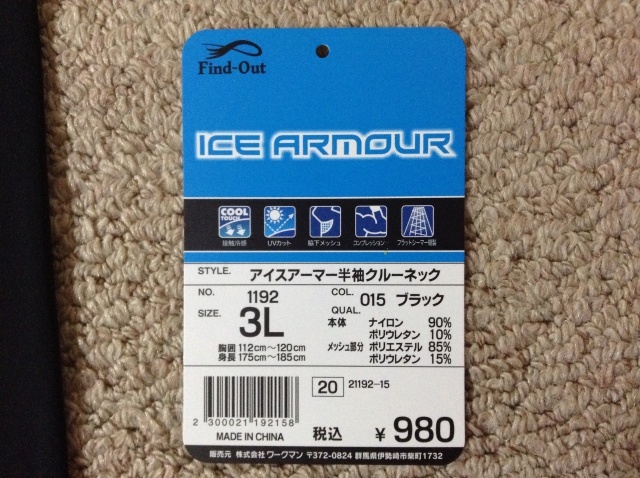 Find-Out
ICE ARMOUR
COOL
TOUCH
接触冷感 UVカット 脇下メッシュ コンプレッション フラットシーマー縫製
STYLE. アイスアーマー半袖クルーネック
NO. 1192 COL. 015 ブラック
SIZE. 3L
胸囲 112cm〜120cm
身長 175cm〜185cm
QUAL.
本体 ナイロン 90%
ポリウレタン 10%
メッシュ部分 ポリエステル 85%
ポリウレタン 15%
20 21192-15
2 300021 192158
MADE IN CHINA 税込 ¥980
販売元 株式会社 ワークマン 〒372-0824 群馬県伊勢崎市柴町1732